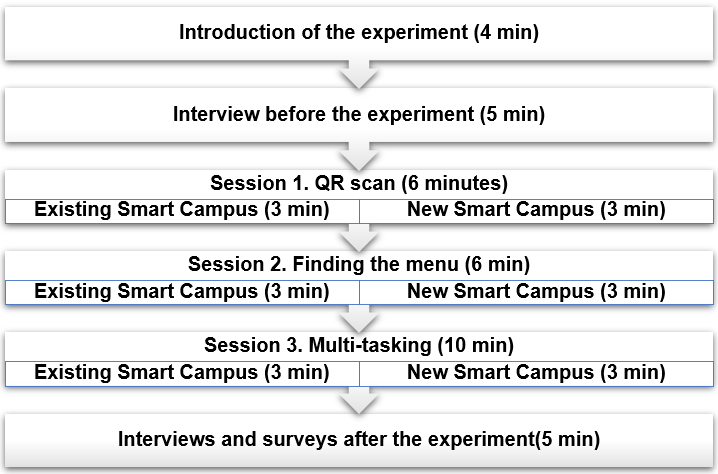 Introduction of the experiment (4 min)
Interview before the experiment (5 min)
Session 1. QR scan (6 minutes)
Existing Smart Campus (3 min) New Smart Campus (3 min)
Session 2. Finding the menu (6 min)
Existing Smart Campus (3 min) New Smart Campus (3 min)
Session 3. Multi-tasking (10 min)
Existing Smart Campus (3 min) New Smart Campus (3 min)
Interviews and surveys after the experiment(5 min)